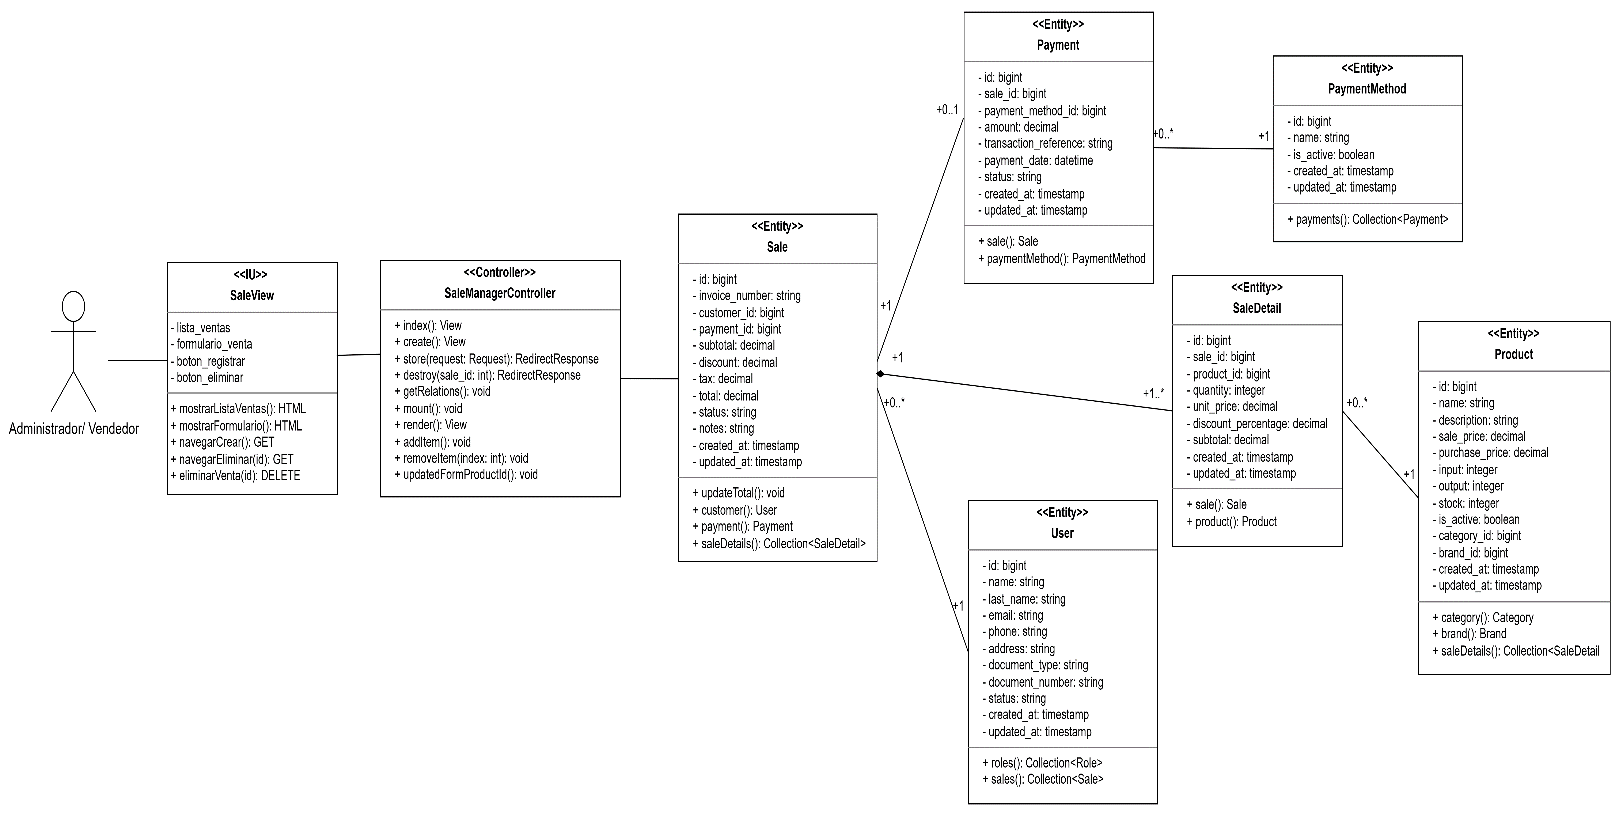 Administrador/ Vendedor
<<IU>>
SaleView
- lista_ventas
- formulario_venta
- boton_registrar
- boton_eliminar
+ mostrarListaVentas(): HTML
+ mostrarFormulario(): HTML
+ navegarCrear(): GET
+ navegarEliminar(id): GET
+ eliminarVenta(id): DELETE
<<Controller>>
SaleManagerController
+ index(): View
+ create(): View
+ store(request: Request): RedirectResponse
+ destroy(sale_id: int): RedirectResponse
+ getRelations(): void
+ mount(): void
+ render(): View
+ addItem(): void
+ removeItem(index: int): void
+ updatedFormProductId(): void
<<Entity>>
Sale
- id: bigint
- invoice_number: string
- customer_id: bigint
- payment_id: bigint
- subtotal: decimal
- discount: decimal
- tax: decimal
- total: decimal
- status: string
- notes: string
- created_at: timestamp
- updated_at: timestamp
+ updateTotal(): void
+ customer(): User
+ payment(): Payment
+ saleDetails(): Collection<SaleDetail>
+0..1
+1
+1
+1..*
+0..*
+1
<<Entity>>
Payment
- id: bigint
- sale_id: bigint
- payment_method_id: bigint
- amount: decimal
- transaction_reference: string
- payment_date: datetime
- status: string
- created_at: timestamp
- updated_at: timestamp
+ sale(): Sale
+ paymentMethod(): PaymentMethod
+0..*
+1
<<Entity>>
PaymentMethod
- id: bigint
- name: string
- is_active: boolean
- created_at: timestamp
- updated_at: timestamp
+ payments(): Collection<Payment>
<<Entity>>
SaleDetail
- id: bigint
- sale_id: bigint
- product_id: bigint
- quantity: integer
- unit_price: decimal
- discount_percentage: decimal
- subtotal: decimal
- created_at: timestamp
- updated_at: timestamp
+ sale(): Sale
+ product(): Product
+0..*
+1
<<Entity>>
Product
- id: bigint
- name: string
- description: string
- sale_price: decimal
- purchase_price: decimal
- input: integer
- output: integer
- stock: integer
- is_active: boolean
- category_id: bigint
- brand_id: bigint
- created_at: timestamp
- updated_at: timestamp
+ category(): Category
+ brand(): Brand
+ saleDetails(): Collection<SaleDetail
<<Entity>>
User
- id: bigint
- name: string
- last_name: string
- email: string
- phone: string
- address: string
- document_type: string
- document_number: string
- status: string
- created_at: timestamp
- updated_at: timestamp
+ roles(): Collection<Role>
+ sales(): Collection<Sale>